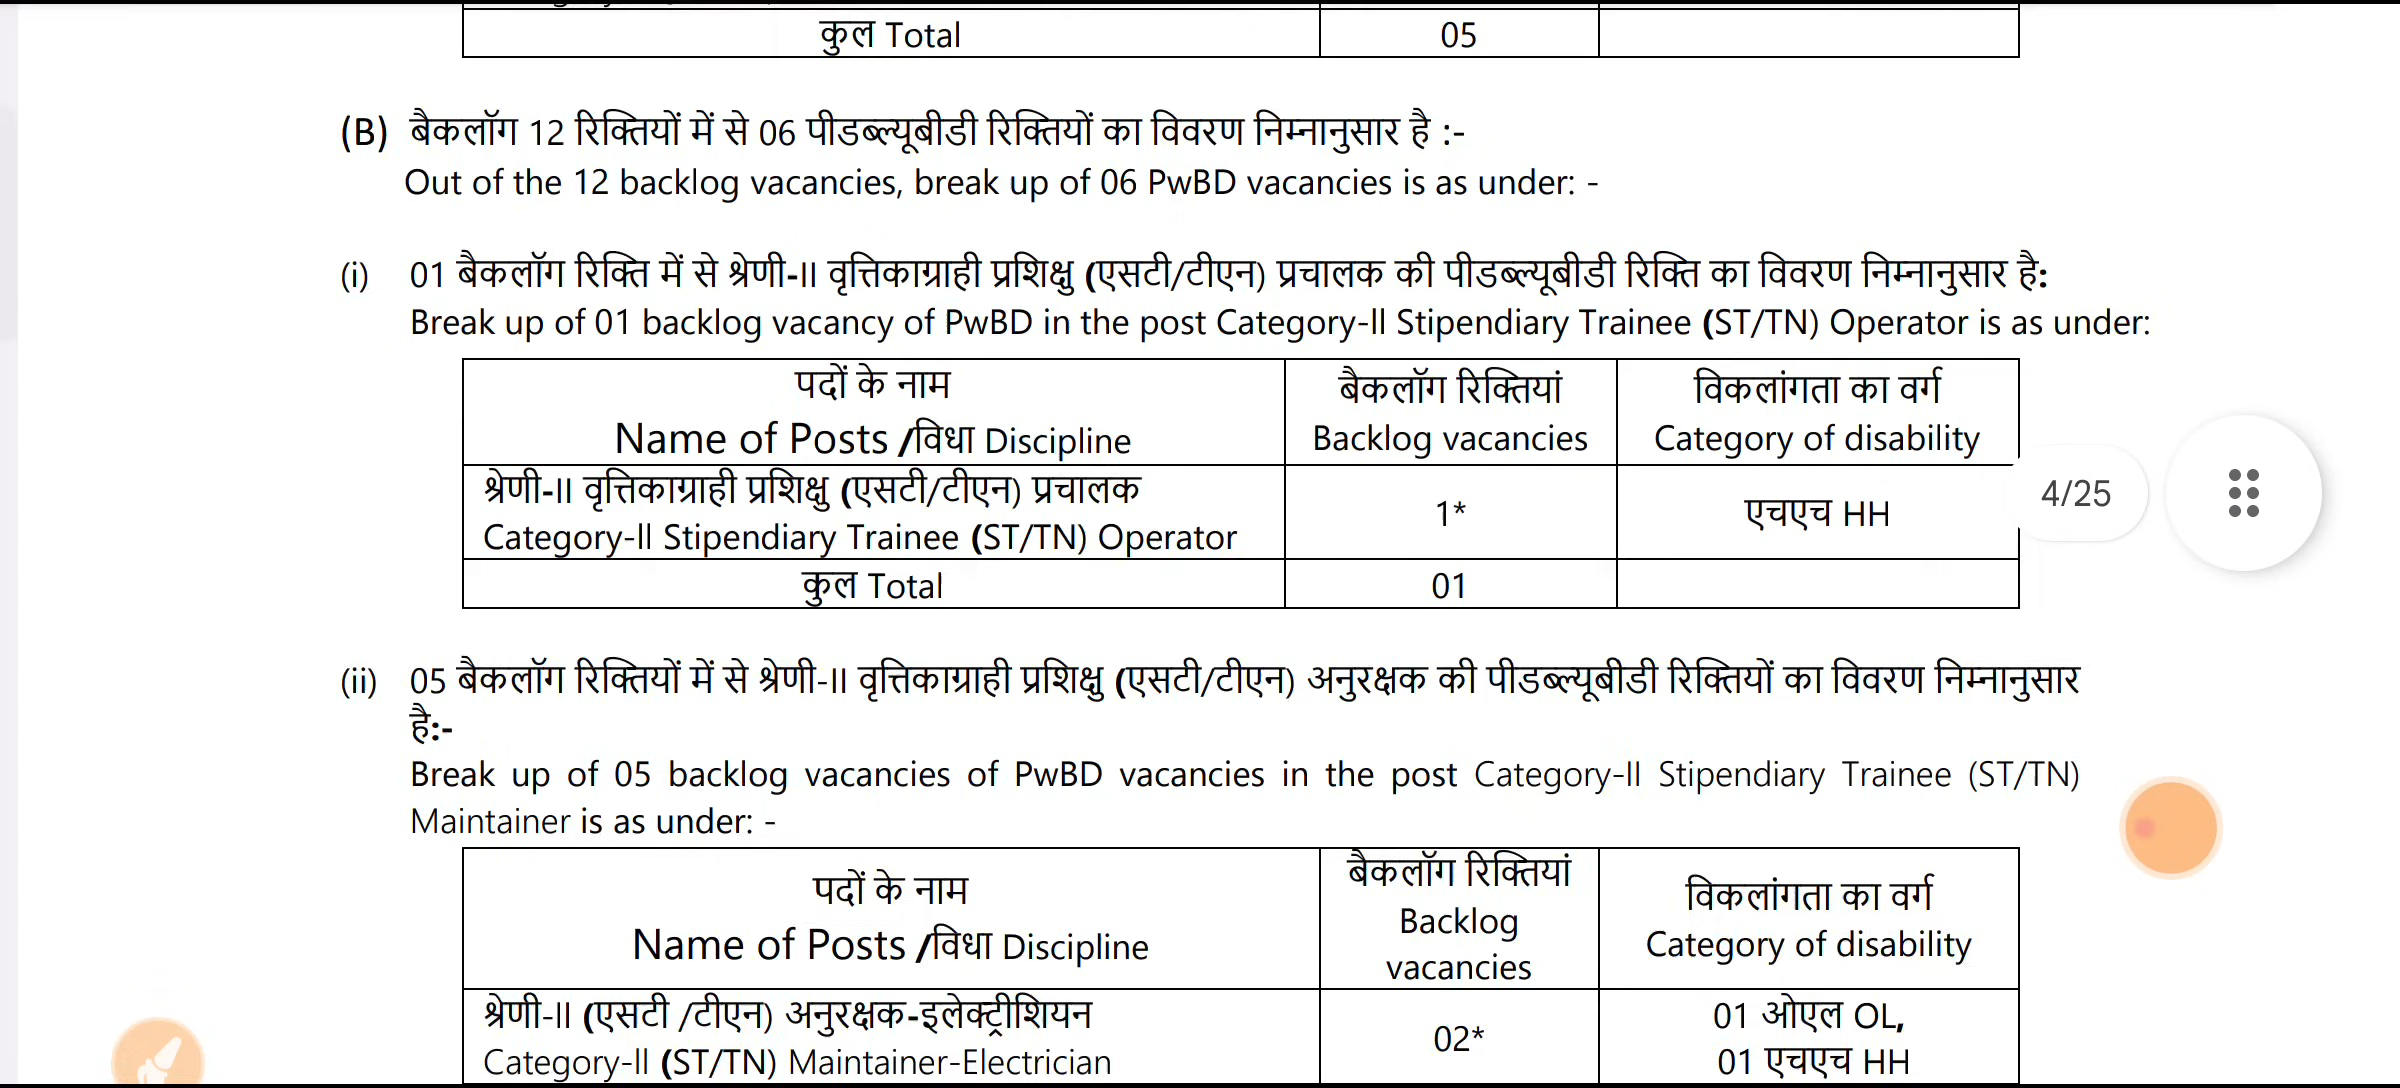 कुल Total 05
(B) बैकलॉग 12 रिक्तियों में से 06 पीडब्ल्यूबीडी रिक्तियों का विवरण निम्नानुसार है :-
Out of the 12 backlog vacancies, break up of 06 PwBD vacancies is as under: -
(i) 01 बैकलॉग रिक्ति में से श्रेणी-II वृत्तिकाग्राही प्रशिक्षु (एसटी/टीएन) प्रचालक की पीडब्ल्यूबीडी रिक्ति का विवरण निम्नानुसार है:
Break up of 01 backlog vacancy of PwBD in the post Category-II Stipendiary Trainee (ST/TN) Operator is as under:
पदों के नाम
Name of Posts /विधा Discipline
बैकलॉग रिक्तियां
Backlog vacancies
विकलांगता का वर्ग
Category of disability
श्रेणी-II वृत्तिकाग्राही प्रशिक्षु (एसटी/टीएन) प्रचालक
Category-II Stipendiary Trainee (ST/TN) Operator
1*
एचएच HH
4/25
कुल Total 01
(ii) 05 बैकलॉग रिक्तियों में से श्रेणी-II वृत्तिकाग्राही प्रशिक्षु (एसटी/टीएन) अनुरक्षक की पीडब्ल्यूबीडी रिक्तियों का विवरण निम्नानुसार
है:-
Break up of 05 backlog vacancies of PwBD vacancies in the post Category-II Stipendiary Trainee (ST/TN)
Maintainer is as under: -
पदों के नाम
Name of Posts /विधा Discipline
बैकलॉग रिक्तियां
Backlog
vacancies
विकलांगता का वर्ग
Category of disability
श्रेणी-II (एसटी /टीएन) अनुरक्षक-इलेक्ट्रीशियन
Category-II (ST/TN) Maintainer-Electrician
02*
01 ओएल OL,
01 एचएच HH